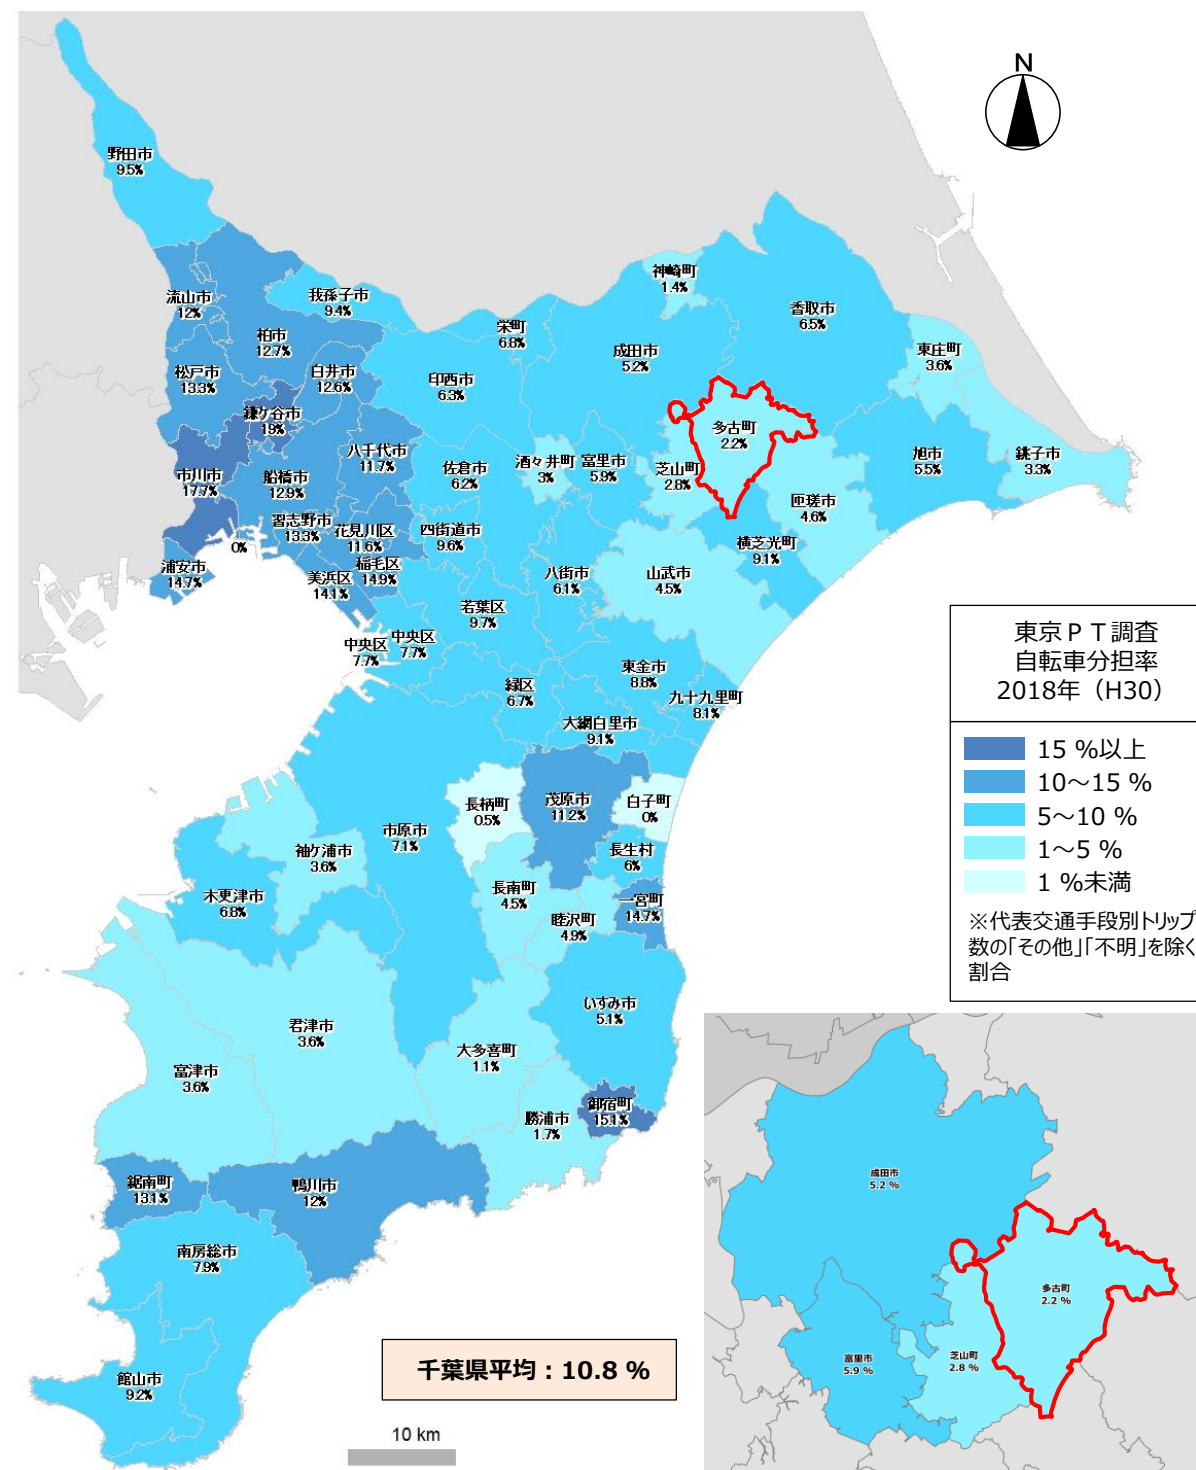 N
野田市
9.5%
流山市
12%
我孫子市
9.4%
柏市
12.7%
松戸市
13.3%
白井市
12.6%
鎌ケ谷市
19%
栄町
6.8%
印西市
6.3%
成田市
5.2%
神崎町
1.4%
香取市
6.5%
東庄町
3.6%
多古町
2.2%
旭市
5.5%
銚子市
3.3%
市川市
17.7%
船橋市
12.9%
八千代市
11.7%
佐倉市
6.2%
酒々井町
3%
富里市
5.9%
芝山町
2.8%
匝瑳市
4.6%
習志野市
13.3%
0%
花見川区
11.6%
四街道市
9.6%
横芝光町
9.1%
浦安市
14.7%
美浜区
14.1%
稲毛区
14.9%
八街市
6.1%
山武市
4.5%
若葉区
9.7%
中央区
7.7%
中央区
7.7%
緑区
6.7%
東金市
8.8%
九十九里町
8.1%
大網白里市
9.1%
茂原市
11.2%
長柄町
0.5%
白子町
0%
市原市
7.1%
袖ケ浦市
3.6%
長生村
6%
木更津市
6.8%
長南町
4.5%
睦沢町
4.9%
一宮町
14.7%
いすみ市
5.1%
君津市
3.6%
富津市
3.6%
大多喜町
1.1%
勝浦市
1.7%
御宿町
15.1%
鋸南町
13.1%
鴨川市
12%
南房総市
7.9%
館山市
9.2%
東京ＰＴ調査
自転車分担率
2018年（H30）
15 %以上
10～15 %
5～10 %
1～5 %
1 %未満
※代表交通手段別トリップ
数の「その他」「不明」を除く
割合
千葉県平均：10.8 %
10 km
成田市
5.2 %
多古町
2.2 %
富里市
5.9 %
芝山町
2.8 %